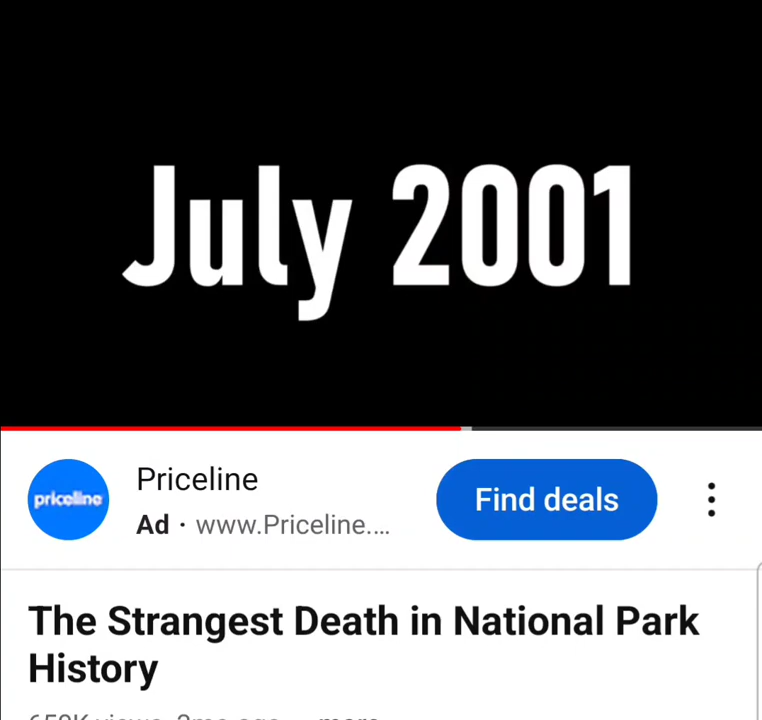 July 2001
priceline
Priceline
Ad · www.Priceline....
Find deals
The Strangest Death in National Park
History